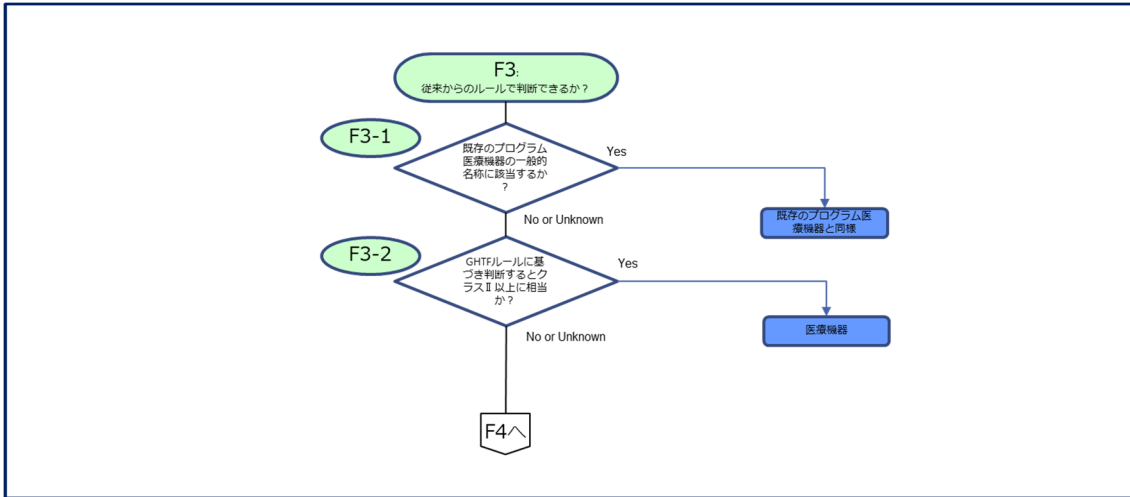 F3:
従来からのルールで判断できるか？
F3-1
既存のプログラム
医療機器の一般的
名称に該当するか
？
Yes
既存のプログラム医
療機器と同様
No or Unknown
F3-2
GHTFルールに基
づき判断するとク
ラスⅡ以上に相当
か？
Yes
医療機器
No or Unknown
F4へ